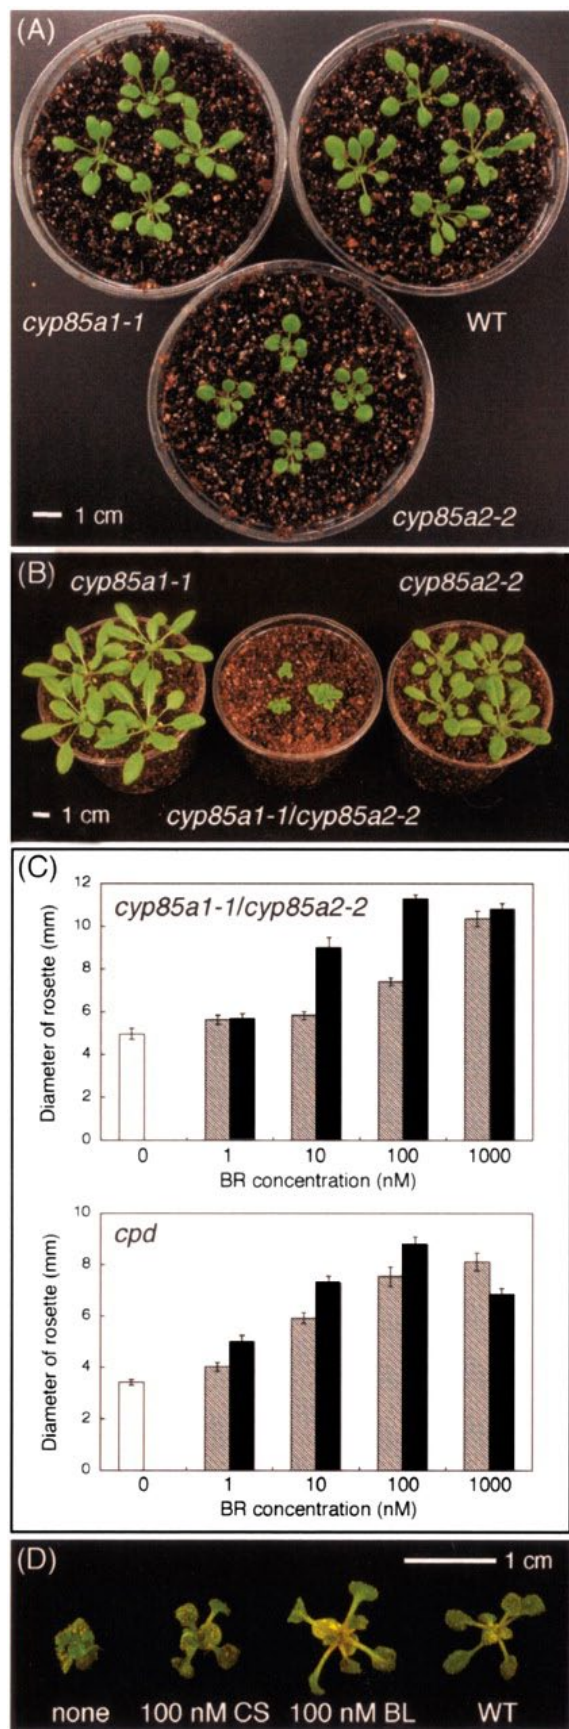 (A)
cyp85a1-1
WT
1 cm
cyp85a2-2
(B)
cyp85a1-1
cyp85a2-2
1 cm
cyp85a1-1/cyp85a2-2
(C)
12
10
8
6
4
2
0
Diameter of rosette (mm)
cyp85a1-1/cyp85a2-2
0 1 10 100 1000
BR concentration (nM)
10
8
6
4
2
0
Diameter of rosette (mm)
cpd
0 1 10 100 1000
BR concentration (nM)
(D)
1 cm
none 100 nM CS 100 nM BL WT